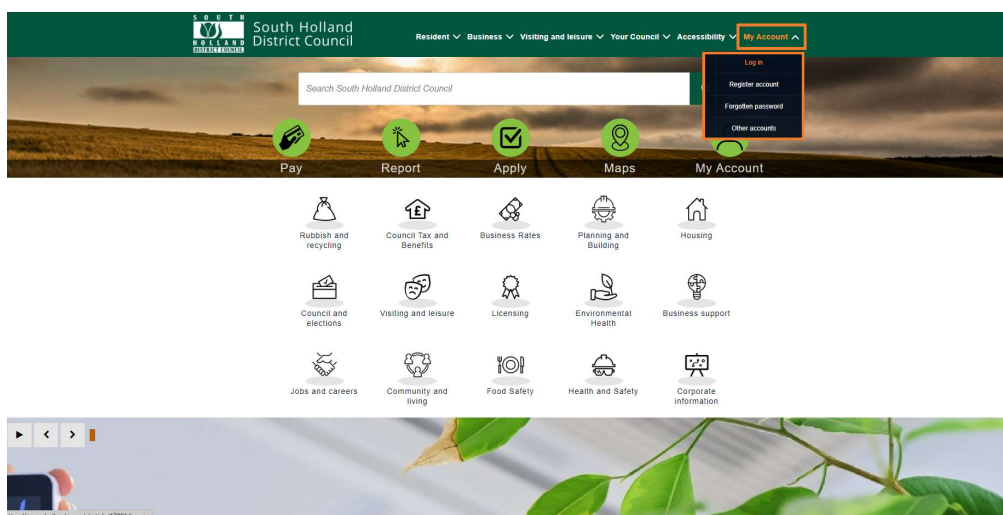 SOUTH
HOLLAND
DISTRICT COUNCIL
South Holland
District Council
Resident Business Visiting and leisure Your Council Accessibility My Account
Log in
Register account
Forgotten password
Other accounts
Search South Holland District Council
Pay Report Apply Maps My Account
Rubbish and
recycling
Council Tax and
Benefits
Business Rates
Planning and
Building
Housing
Council and
elections
Visiting and leisure
Licensing
Environmental
Health
Business support
Jobs and careers
Community and
living
Food Safety
Health and Safety
Corporate
information